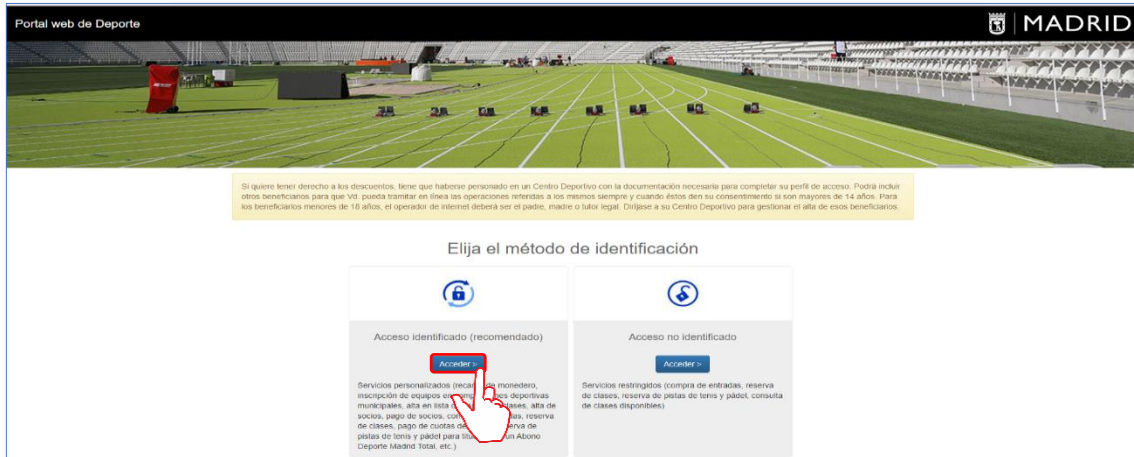 Portal web de Deporte
MADRID
Si quiere tener derecho a los descuentos, tiene que haberse personado en un Centro Deportivo con la documentación necesaria para completar su perfil de acceso. Podrá incluir
otros beneficiarios para que Vd. pueda tramitar en línea las operaciones referidas a los mismos siempre y cuando éstos den su consentimiento si son mayores de 14 años. Para
los beneficiarios menores de 18 años, el operador de internet deberá ser el padre, madre o tutor legal. Diríjase a su Centro Deportivo para gestionar el alta de esos beneficiarios.
Elija el método de identificación
Acceso identificado (recomendado)
Acceder >
Servicios personalizados de monedero,
inscripción de equipos en deportivas
municipales, alta en lista clases, alta de
socios, pago de socios, reserva
de clases, pago de cuotas de de
pistas de tenis y pádel para un Abono
Deporte Madrid Total, etc.)
Acceso no identificado
Acceder >
Servicios restringidos (compra de entradas, reserva
de clases, reserva de pistas de tenis y pádel, consulta
de clases disponibles)